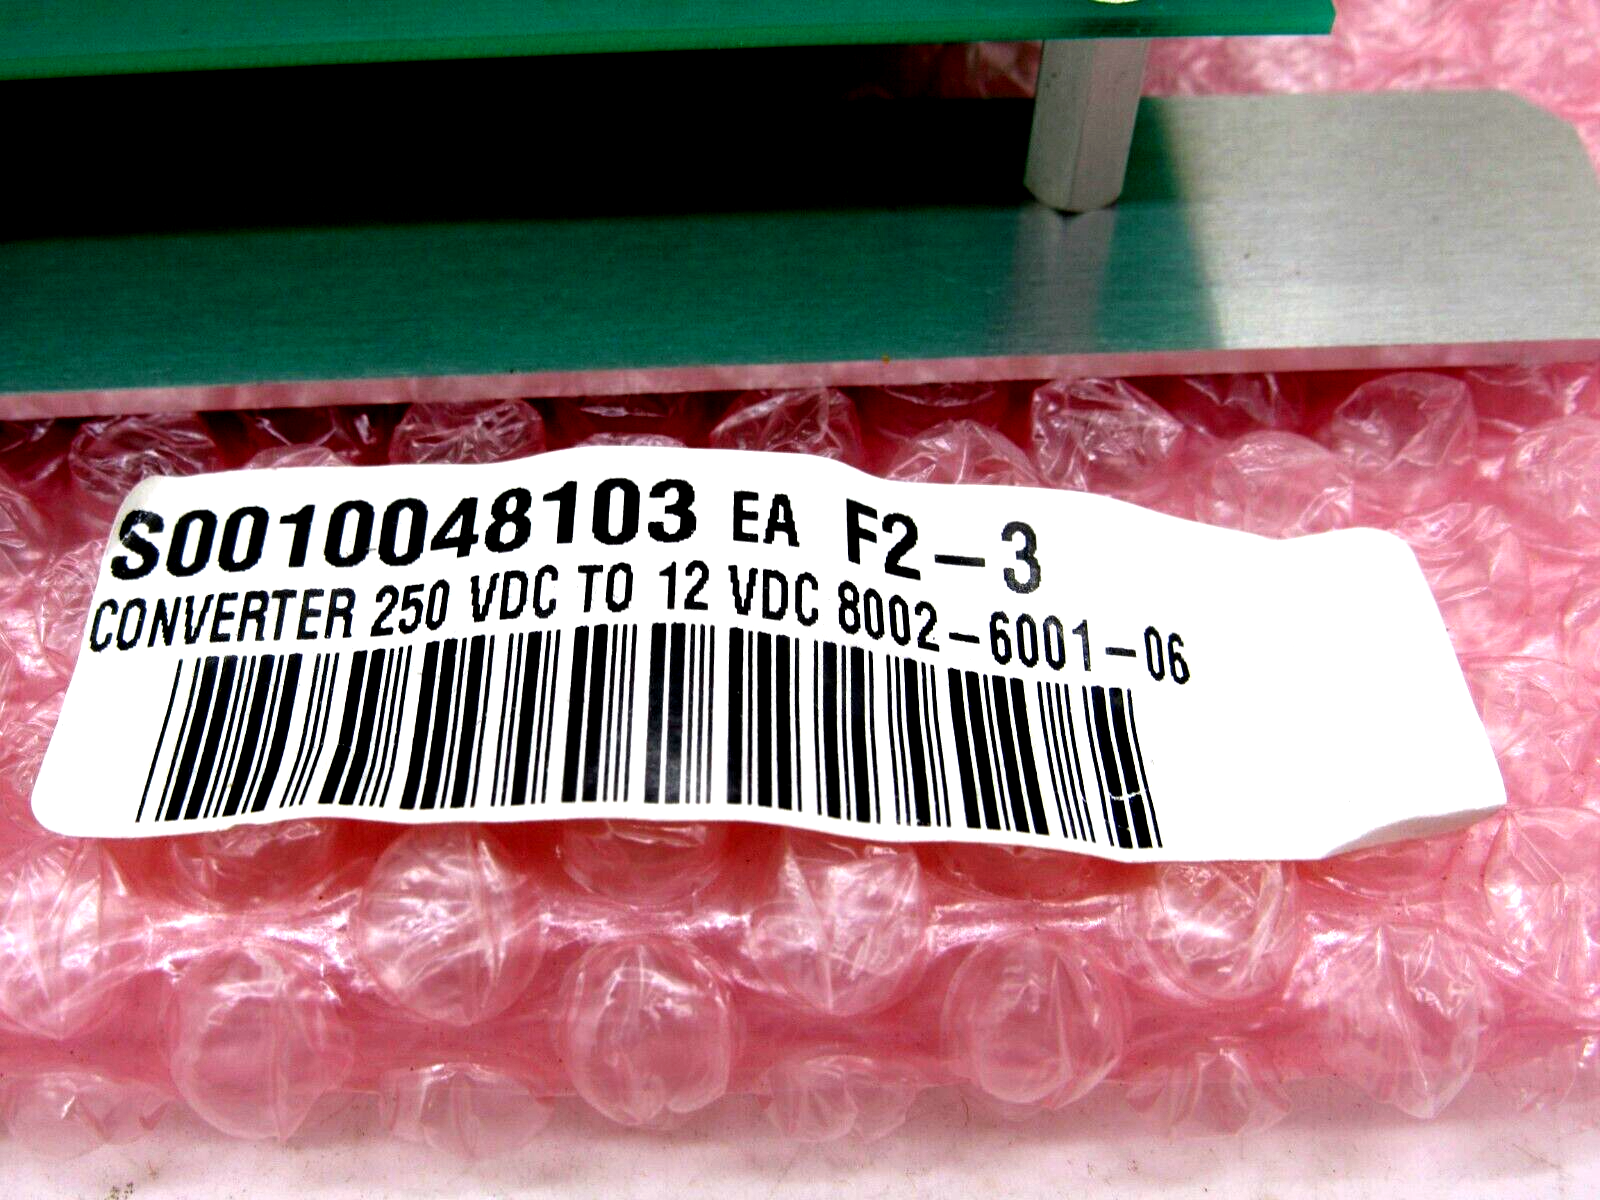 S0010048103 EA F2-3
CONVERTER 250 VDC TO 12 VDC 8002-6001-06